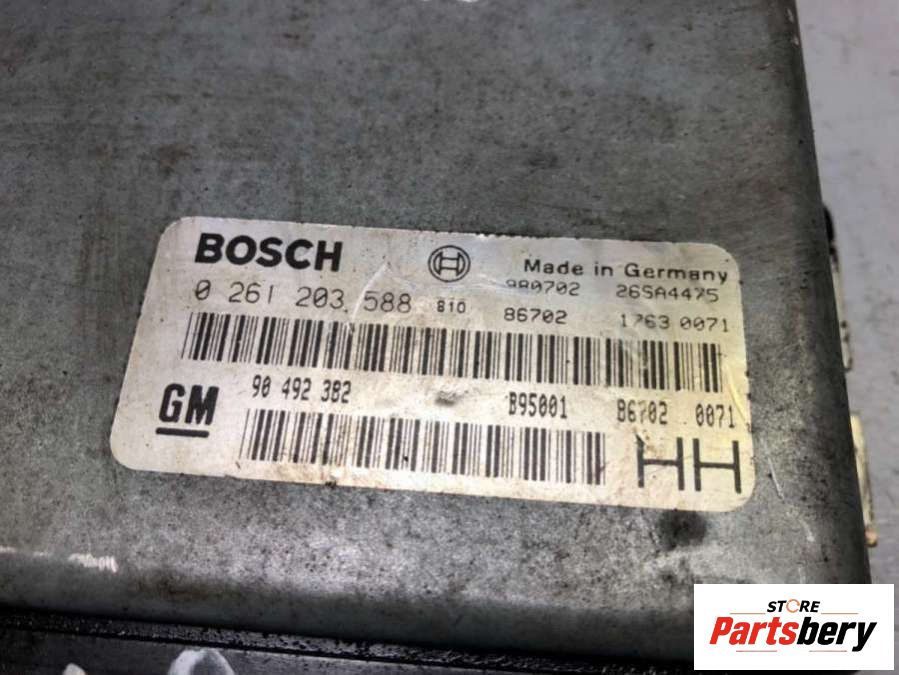 BOSCH
Made in Germany
980702 26SA4475
0 261 203 588 810 86702 1763 0071
GM 90 492 382 B95001 B6702 0071
HH
STORE
Partsbery